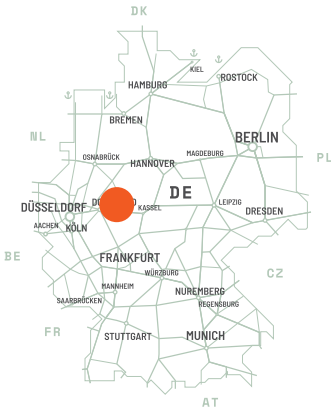 DK
KIEL
ROSTOCK
HAMBURG
BREMEN
NL
BERLIN
OSNABRÜCK
HANNOVER
MAGDEBURG
PL
DE
DÜSSELDORF
KASSEL
LEIPZIG
DRESDEN
AACHEN
KÖLN
BE
FRANKFURT
WÜRZBURG
CZ
MANNHEIM
NUREMBERG
SAARBRÜCKEN
REGENSBURG
FR
STUTTGART
MUNICH
AT